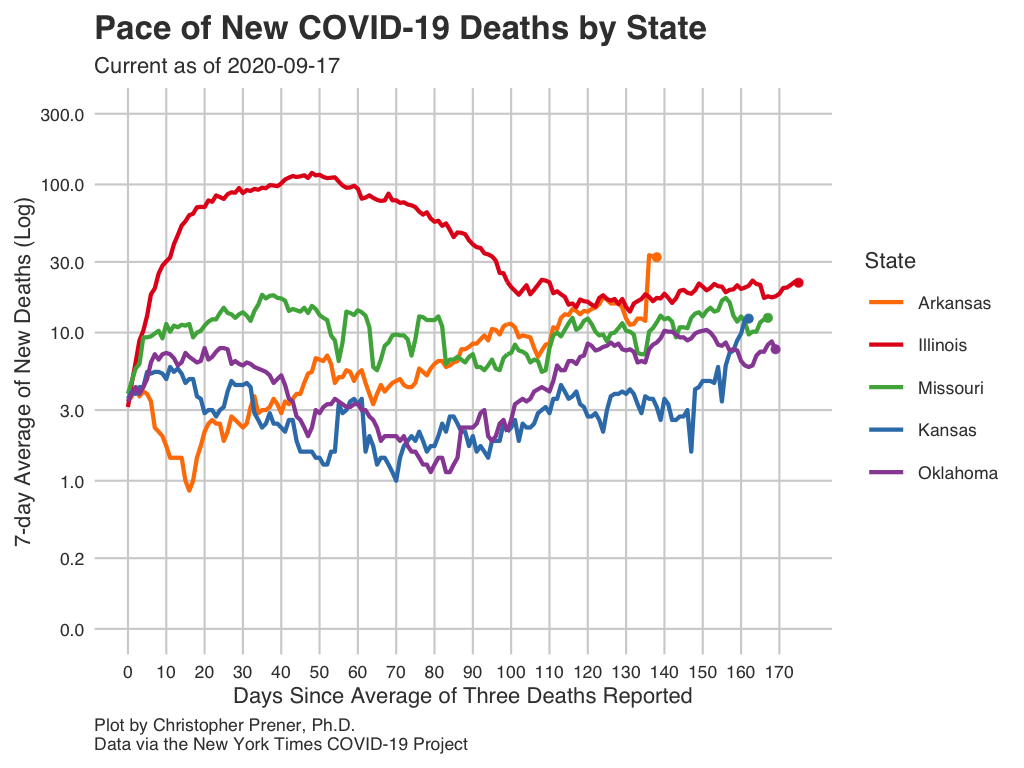 Pace of New COVID-19 Deaths by State
Current as of 2020-09-17
300.0
100.0
30.0
10.0
3.0
1.0
0.2
0.0
7-day Average of New Deaths (Log)
0 10 20 30 40 50 60 70 80 90 100 110 120 130 140 150 160 170
Days Since Average of Three Deaths Reported
State
Arkansas
Illinois
Missouri
Kansas
Oklahoma
Plot by Christopher Prener, Ph.D.
Data via the New York Times COVID-19 Project